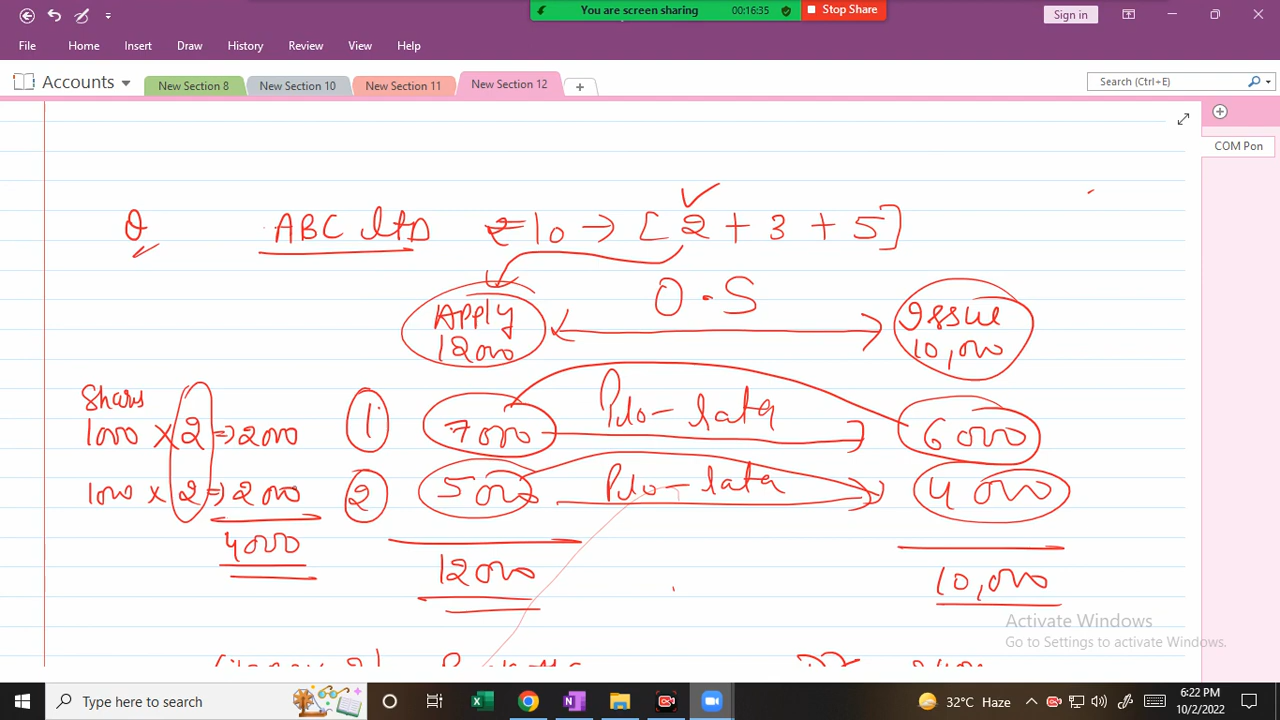 You are screen sharing 00:16:35 Stop Share
Sign in
File Home Insert Draw History Review View Help
Accounts New Section 8 New Section 10 New Section 11 New Section 12 +
Search (Ctrl+E)
COM Pon
Q ABC ltd 10 → [2 + 3 + 5]
O.S
Apply 12000
Issue 10,000
Shars
1000 × 2 ⇒ 2000 1 7000 Pro-rata 6000
1000 × 2 ⇒ 2000 2 5000 Pro-rata 4000
4000 12000 10,000
Activate Windows
Go to Settings to activate Windows.
Type here to search
32°C Haze
6:22 PM
10/2/2022